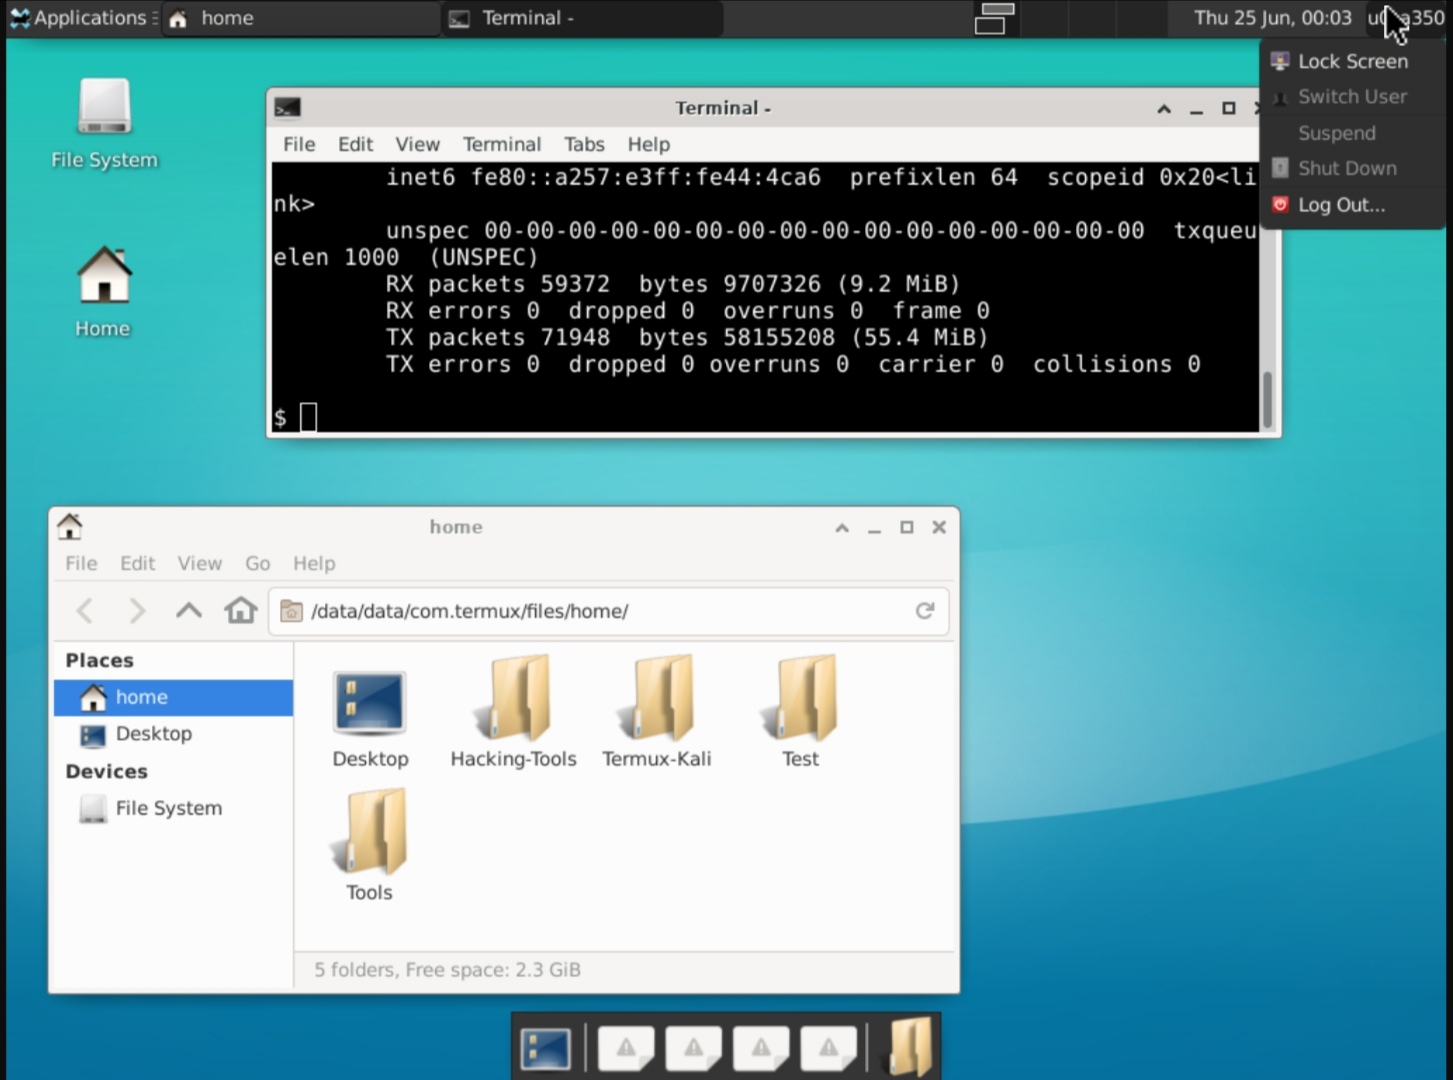 Applications
home
Terminal -
Thu 25 Jun, 00:03
Lock Screen
Switch User
Suspend
Shut Down
Log Out...
File System
Home
Terminal -
File Edit View Terminal Tabs Help
inet6 fe80::a257:e3ff:fe44:4ca6 prefixlen 64 scopeid 0x20<li
nk>
unspec 00-00-00-00-00-00-00-00-00-00-00-00-00-00-00-00 txqueu
elen 1000 (UNSPEC)
RX packets 59372 bytes 9707326 (9.2 MiB)
RX errors 0 dropped 0 overruns 0 frame 0
TX packets 71948 bytes 58155208 (55.4 MiB)
TX errors 0 dropped 0 overruns 0 carrier 0 collisions 0
$
home
File Edit View Go Help
/data/data/com.termux/files/home/
Places
home
Desktop
Devices
File System
Desktop
Hacking-Tools
Termux-Kali
Test
Tools
5 folders, Free space: 2.3 GiB